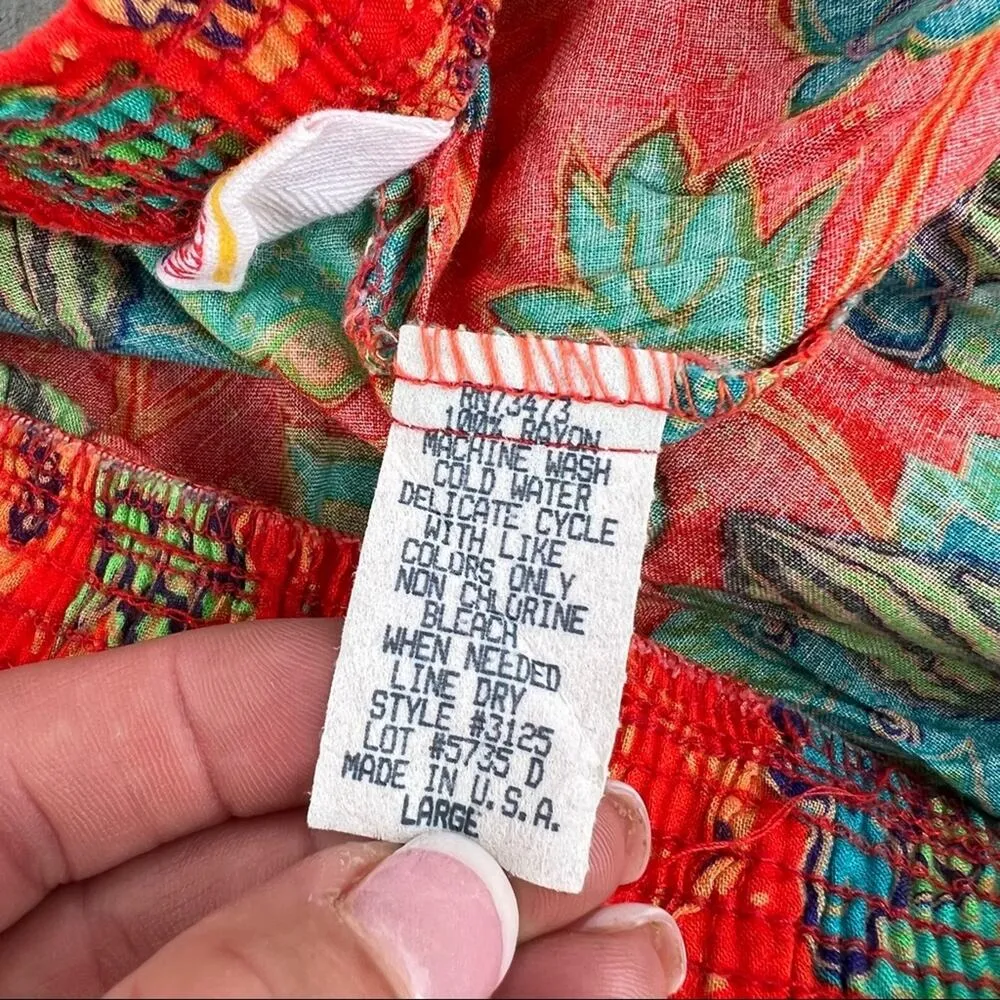 RN73473
100% RAYON
MACHINE WASH
COLD WATER
DELICATE CYCLE
WITH LIKE
COLORS ONLY
NON CHLORINE
BLEACH
WHEN NEEDED
LINE DRY
STYLE #3125
LOT #5735 D
MADE IN U.S.A.
LARGE